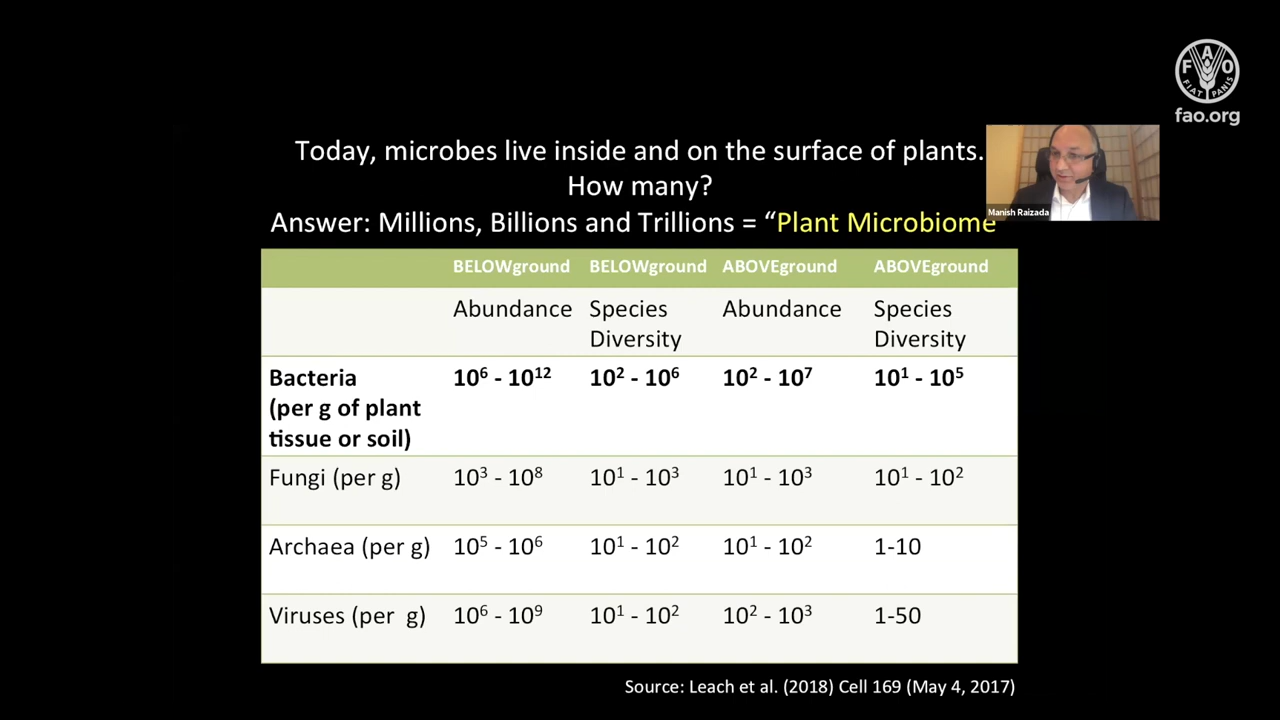 FAO
FIAT PANIS
fao.org
Today, microbes live inside and on the surface of plants.
How many?
Answer: Millions, Billions and Trillions = “Plant Microbiome
Manish Raizada
BELOWground BELOWground ABOVEground ABOVEground
Abundance Species Diversity Abundance Species Diversity
Bacteria (per g of plant tissue or soil) 10⁶ - 10¹² 10² - 10⁶ 10² - 10⁷ 10¹ - 10⁵
Fungi (per g) 10³ - 10⁸ 10¹ - 10³ 10¹ - 10³ 10¹ - 10²
Archaea (per g) 10⁵ - 10⁶ 10¹ - 10² 10¹ - 10² 1-10
Viruses (per g) 10⁶ - 10⁹ 10¹ - 10² 10² - 10³ 1-50
Source: Leach et al. (2018) Cell 169 (May 4, 2017)